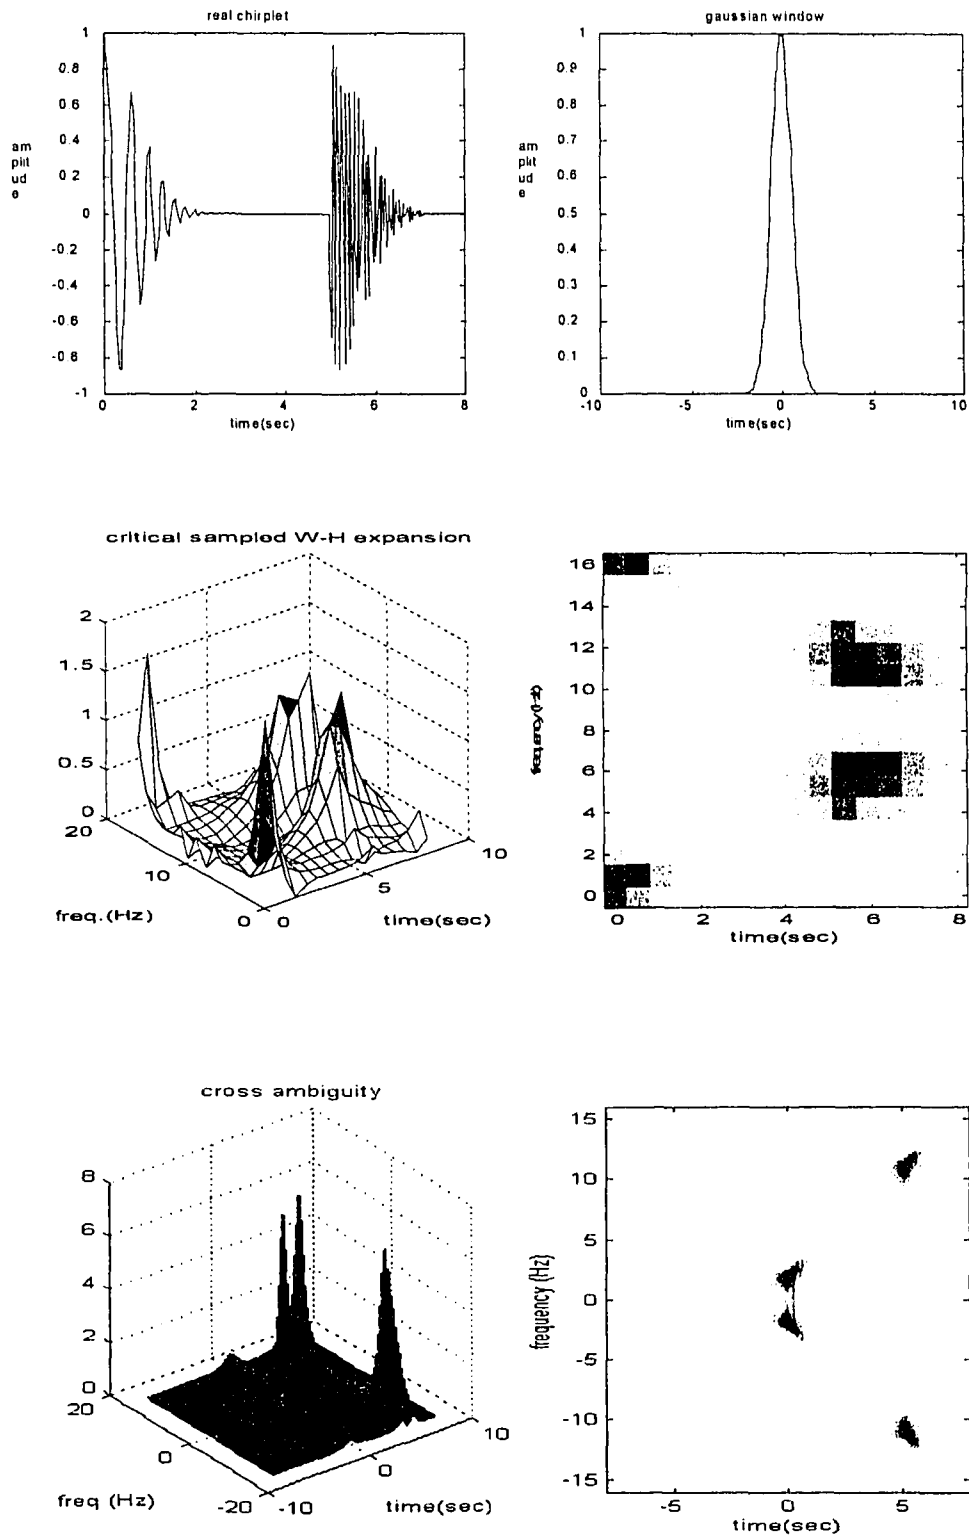 real chirplet
1
0.8
0.6
0.4
0.2
0
-0.2
-0.4
-0.6
-0.8
-1
am
plit
ud
e
0 2 4 6 8
time(sec)
gaussian window
1
0.9
0.8
0.7
0.6
0.5
0.4
0.3
0.2
0.1
0
am
plit
ud
e
-10 -5 0 5 10
time(sec)
critical sampled W-H expansion
2
1.5
1
0.5
0
20
10
0
freq.(Hz)
0
5
10
time(sec)
16
14
12
10
8
6
4
2
0
frequency(Hz)
0 2 4 6 8
time(sec)
cross ambiguity
8
6
4
2
0
20
0
-20
freq (Hz)
-10
0
10
time(sec)
15
10
5
0
-5
-10
-15
frequency (Hz)
-5 0 5
time(sec)